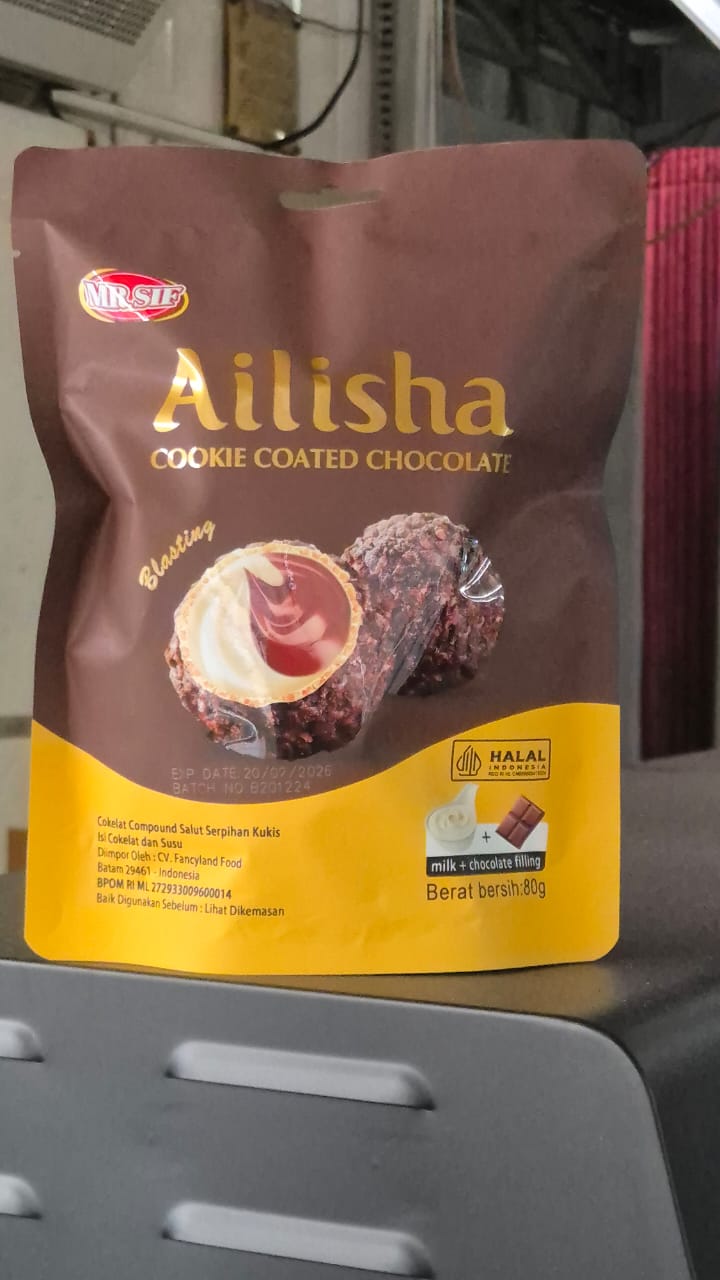 MR.SIF
Ailisha
COOKIE COATED CHOCOLATE
Blasting
EXP DATE 20/07/2026
BATCH NO B201224
HALAL
INDONESIA
milk + chocolate filling
Berat bersih:80g
Cokelat Compound Salut Serpihan Kukis
Isi Cokelat dan Susu
Diimpor Oleh : CV. Fancyland Food
Batam 29461 - Indonesia
BPOM RI ML 272933009600014
Baik Digunakan Sebelum : Lihat Dikemasan